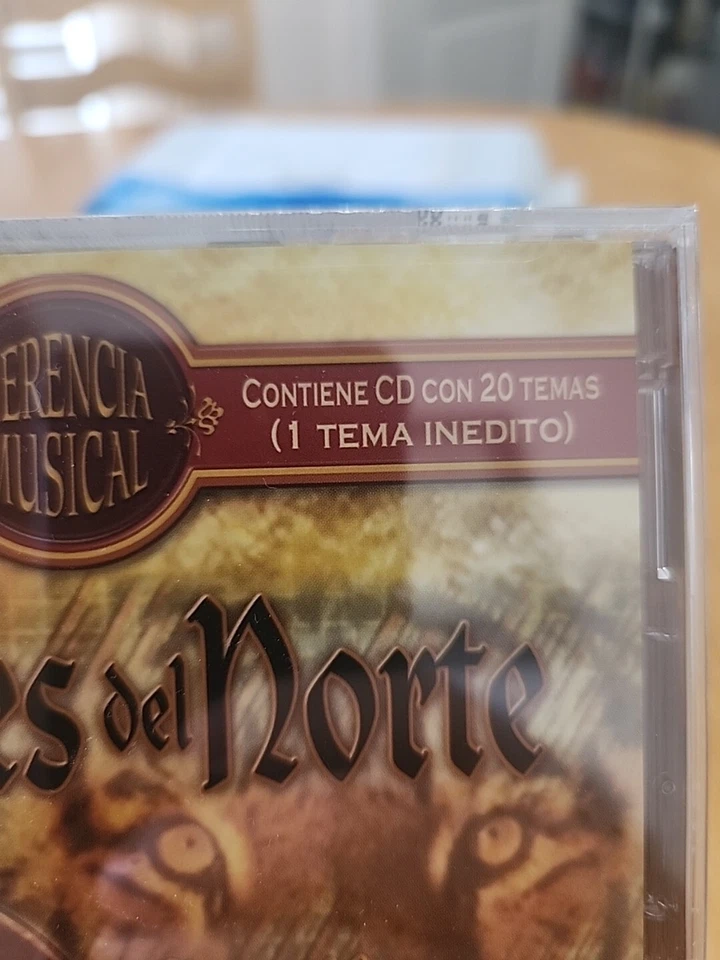 ERENCIA
MUSICAL
CONTIENE CD CON 20 TEMAS
(1 TEMA INEDITO)
es del Norte